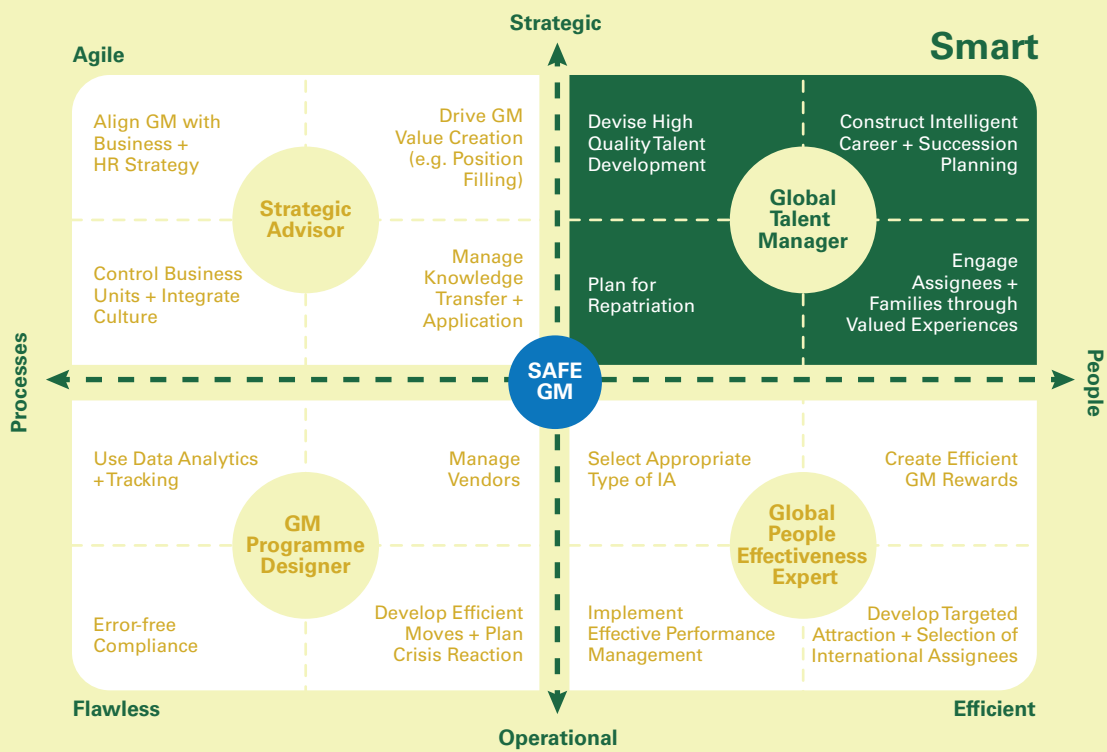 Strategic
Agile
Smart
Align GM with
Business +
HR Strategy
Drive GM
Value Creation
(e.g. Position
Filling)
Strategic
Advisor
Control Business
Units + Integrate
Culture
Manage
Knowledge
Transfer +
Application
Devise High
Quality Talent
Development
Construct Intelligent
Career + Succession
Planning
Global
Talent
Manager
Plan for
Repatriation
Engage
Assignees +
Families through
Valued Experiences
Processes
SAFE
GM
People
Use Data Analytics
+ Tracking
Manage
Vendors
GM
Programme
Designer
Error-free
Compliance
Develop Efficient
Moves + Plan
Crisis Reaction
Select Appropriate
Type of IA
Create Efficient
GM Rewards
Global
People
Effectiveness
Expert
Implement
Effective Performance
Management
Develop Targeted
Attraction + Selection of
International Assignees
Flawless
Efficient
Operational